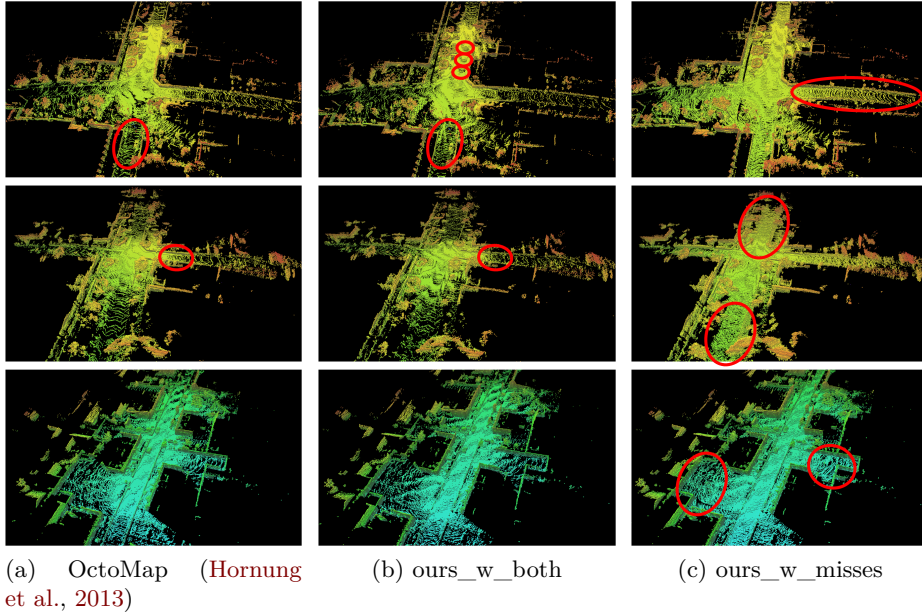 (a) OctoMap (Hornung
et al., 2013)
(b) ours_w_both
(c) ours_w_misses